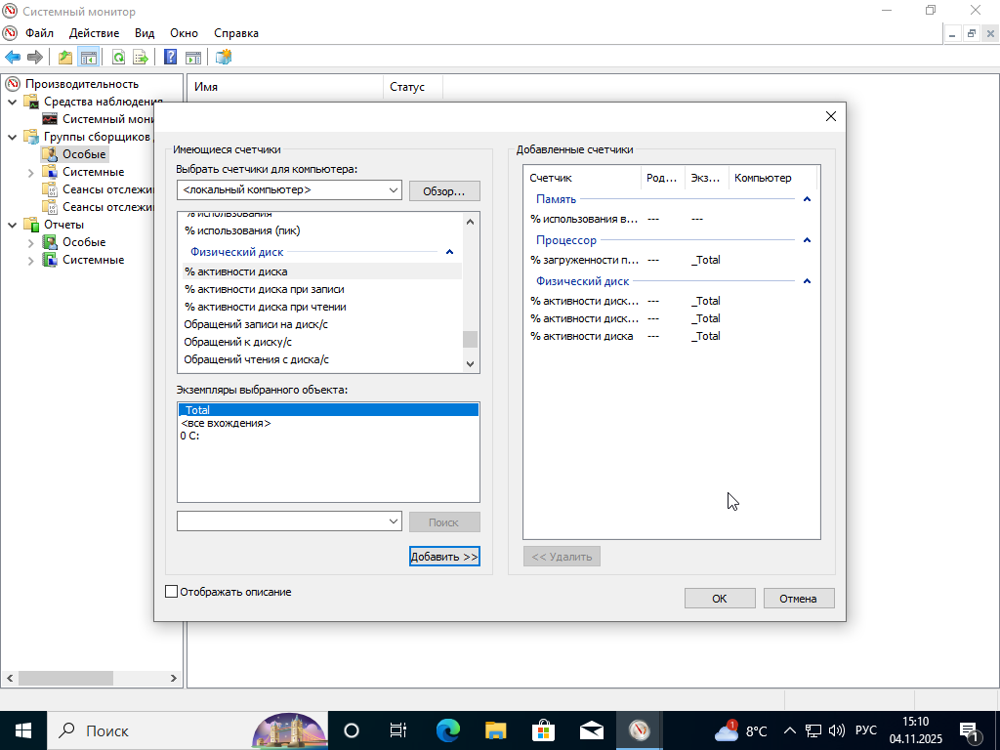 Системный монитор
Файл Действие Вид Окно Справка
Производительность
Средства наблюдения
Системный мони
Группы сборщиков
Особые
Системные
Сеансы отслежи
Сеансы отслежи
Отчеты
Особые
Системные
Имя Статус
Имеющиеся счетчики
Выбрать счетчики для компьютера:
<локальный компьютер>
Обзор...
% использования
% использования (пик)
Физический диск
% активности диска
% активности диска при записи
% активности диска при чтении
Обращений записи на диск/с
Обращений к диску/с
Обращений чтения с диска/с
Экземпляры выбранного объекта:
_Total
<все вхождения>
0 C:
Поиск
Добавить >>
Отображать описание
Добавленные счетчики
Счетчик Род... Экз... Компьютер
Память
% использования в... --- ---
Процессор
% загруженности п... --- _Total
Физический диск
% активности диск... --- _Total
% активности диск... --- _Total
% активности диска --- _Total
<< Удалить
ОК Отмена
Поиск
1
8°C
РУС
15:10
04.11.2025
1